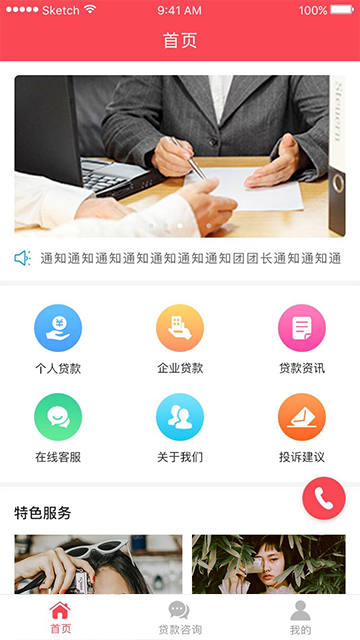 Sketch 9:41 AM 100%
首页
通知通知通知通知通知通知通知团团长通知通知通
个人贷款 企业贷款 贷款资讯
在线客服 关于我们 投诉建议
特色服务
首页 贷款咨询 我的